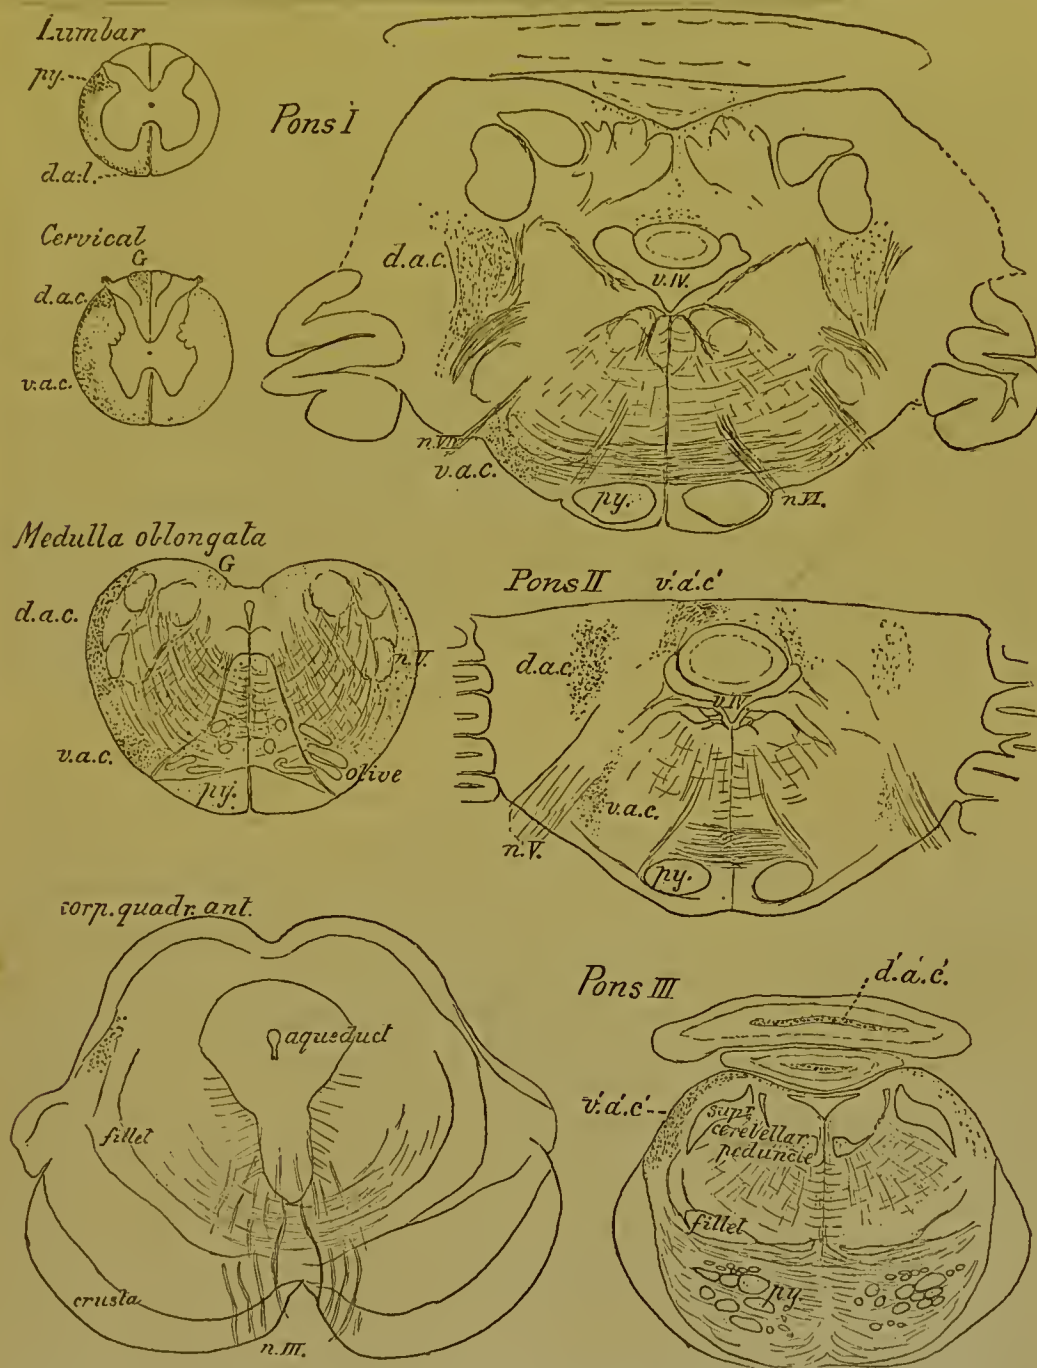 Lumbar
py.
d.a.l.
Cervical
G
d.a.c.
v.a.c.
Pons I
d.a.c.
v.IV.
n.VII.
v.a.c.
py.
n.VI.
Medulla oblongata
G
d.a.c.
n.V.
v.a.c.
olive
py.
Pons II
v'.a'.c'
d.a.c.
v.IV
v.a.c.
n.V.
py.
corp.quadr.ant.
aqueduct
fillet
crusta
n.III.
Pons III
d'.a'.c'.
v'.a'.c'
supr.
cerebellar
peduncle
fillet
py.